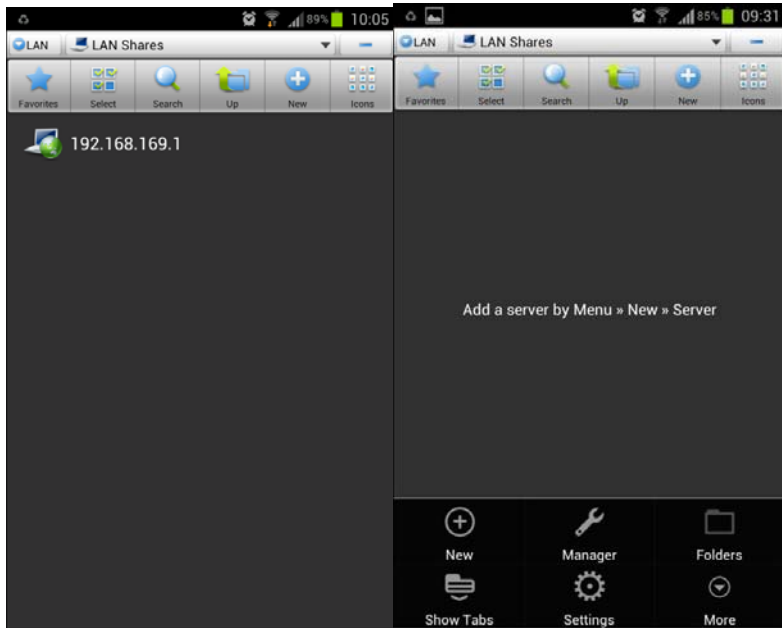 89% 10:05
LAN LAN Shares
Favorites Select Search Up New Icons
192.168.169.1
85% 09:31
LAN LAN Shares
Favorites Select Search Up New Icons
Add a server by Menu » New » Server
New Manager Folders
Show Tabs Settings More